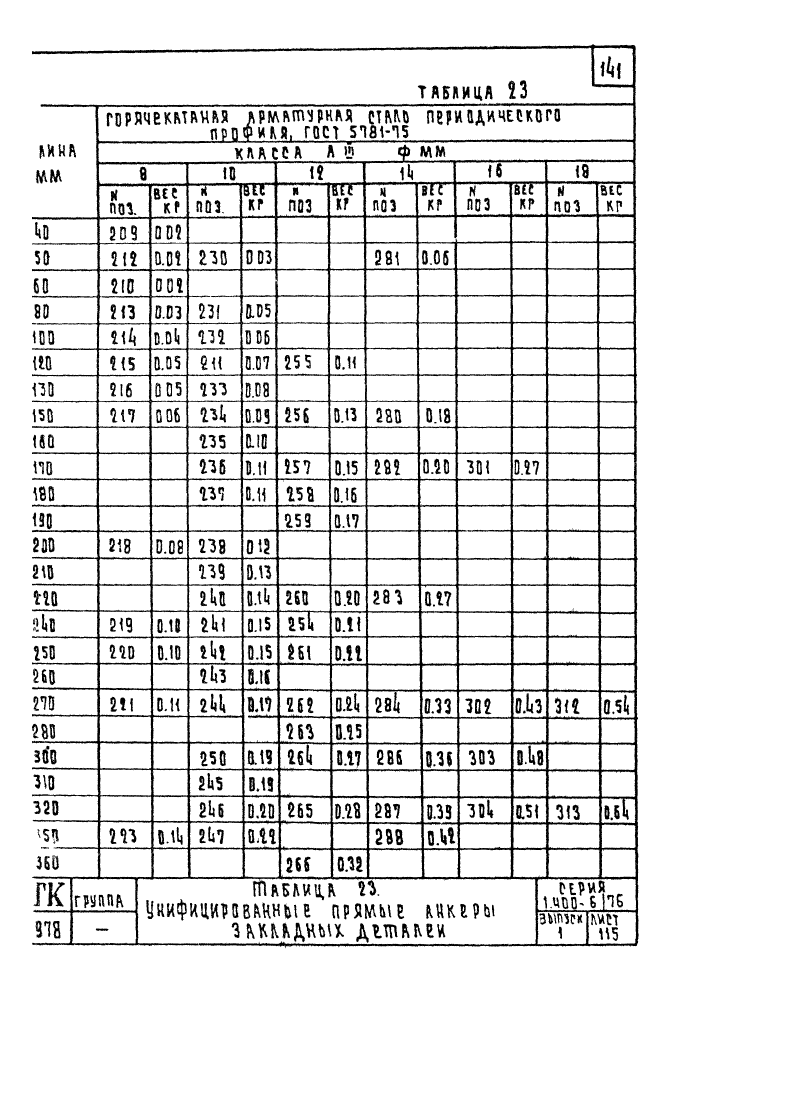 141
ТАБЛИЦА 23
ГОРЯЧЕКАТАНАЯ АРМАТУРНАЯ СТАЛЬ ПЕРИОДИЧЕСКОГО
ПРОФИЛЯ, ГОСТ 5781-75
ЛИНА
ММ
КЛАССА А III Ф ММ
8 10 12 14 16 18
N ПОЗ. ВЕС КГ N ПОЗ. ВЕС КГ N ПОЗ ВЕС КГ N ПОЗ ВЕС КГ N ПОЗ ВЕС КГ N ПОЗ ВЕС КГ
40 209 0 02
50 212 0.02 230 0 03 281 0.06
60 210 0 02
80 213 0.03 231 0.05
100 214 0.04 232 0 06
120 215 0.05 211 0.07 255 0.11
130 216 0 05 233 0.08
150 217 0 06 234 0.09 256 0.13 280 0.18
160 235 0.10
170 236 0.11 257 0.15 282 0.20 301 0.27
180 237 0.11 258 0.16
190 259 0.17
200 218 0.08 238 0 12
210 239 0.13
220 240 0.14 260 0.20 283 0.27
240 219 0.10 241 0.15 254 0.21
250 220 0.10 242 0.15 261 0.22
260 243 0.16
270 221 0.11 244 0.17 262 0.24 284 0.33 302 0.43 312 0.54
280 263 0.25
300 250 0.19 264 0.27 286 0.36 303 0.48
310 245 0.19
320 246 0.20 265 0.28 287 0.39 304 0.51 313 0.64
350 223 0.14 247 0.22 288 0.42
360 266 0.32
ГК ГРУППА
978 —
ТАБЛИЦА 23.
УНИФИЦИРОВАННЫЕ ПРЯМЫЕ АНКЕРЫ
ЗАКЛАДНЫХ ДЕТАЛЕЙ
СЕРИЯ
1.400-6/76
ВЫПУСК ЛИСТ
1 115